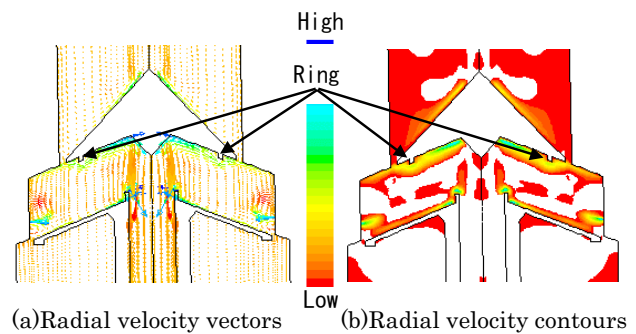 High
Ring
Low
(a)Radial velocity vectors
(b)Radial velocity contours